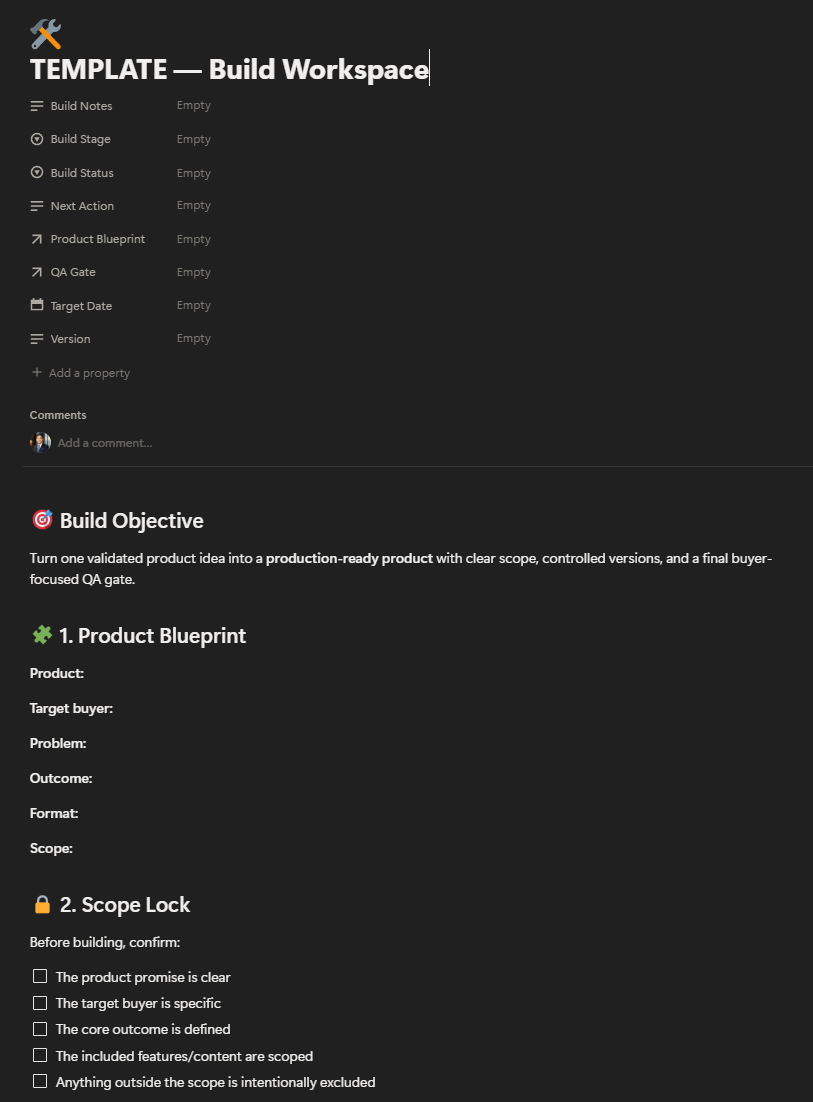 TEMPLATE — Build Workspace
Build Notes Empty
Build Stage Empty
Build Status Empty
Next Action Empty
Product Blueprint Empty
QA Gate Empty
Target Date Empty
Version Empty
Add a property
Comments
Add a comment...
Build Objective
Turn one validated product idea into a production-ready product with clear scope, controlled versions, and a final buyer-
focused QA gate.
1. Product Blueprint
Product:
Target buyer:
Problem:
Outcome:
Format:
Scope:
2. Scope Lock
Before building, confirm:
The product promise is clear
The target buyer is specific
The core outcome is defined
The included features/content are scoped
Anything outside the scope is intentionally excluded